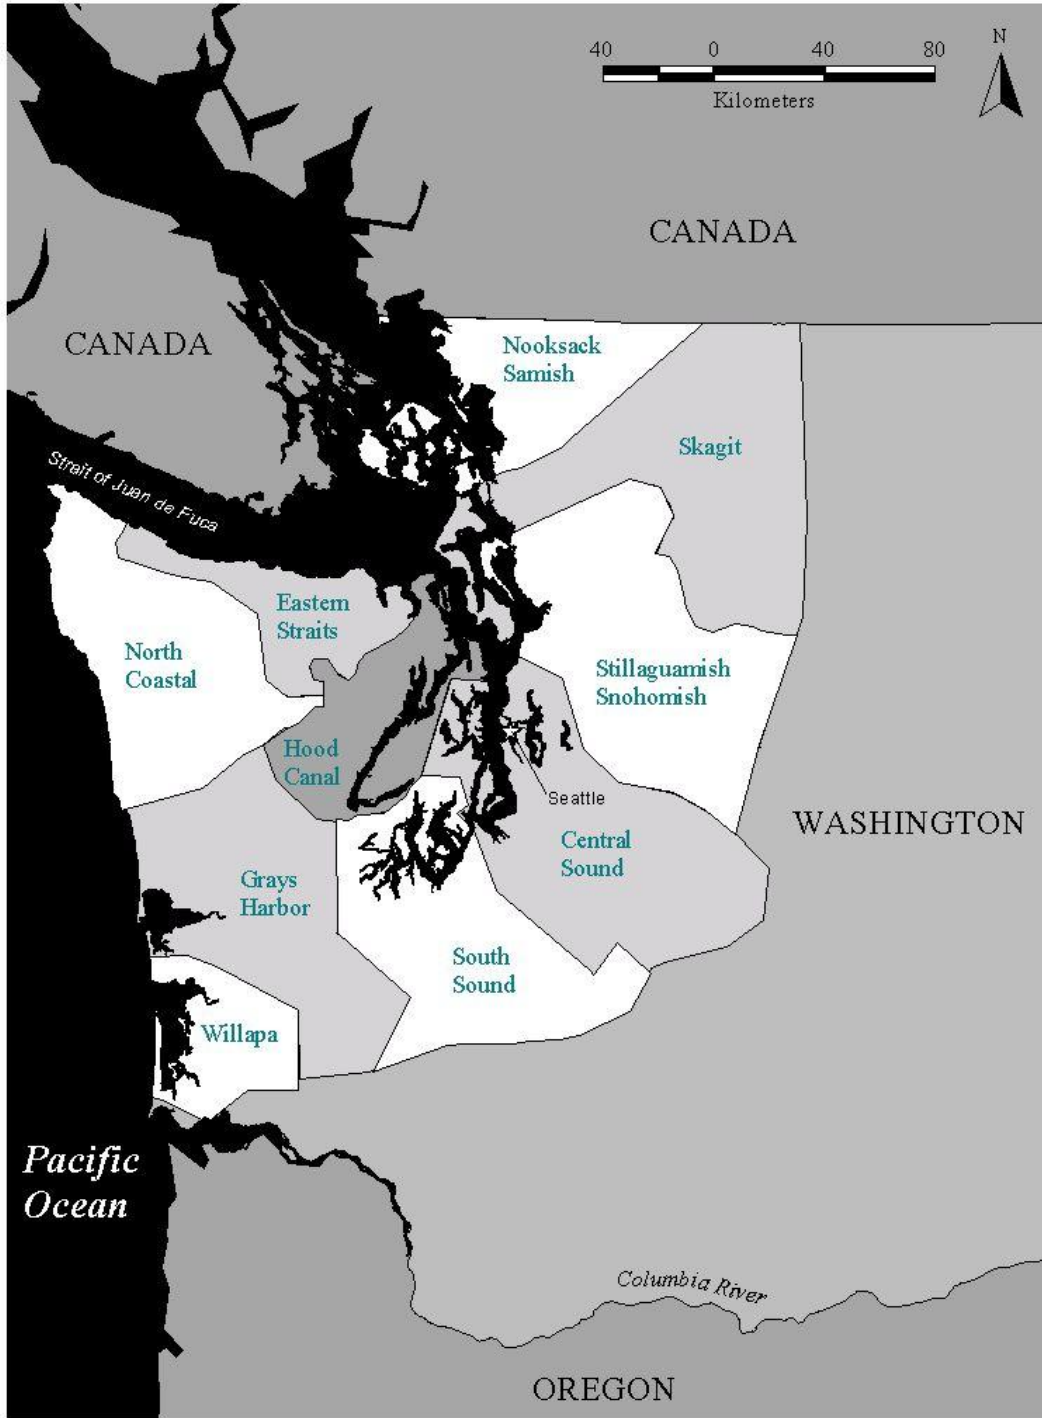 40 0 40 80
N
Kilometers
CANADA
CANADA
Nooksack
Samish
Skagit
Strait of Juan de Fuca
Eastern
Straits
North
Coastal
Stillaguamish
Snohomish
Hood
Canal
Seattle
WASHINGTON
Central
Sound
Grays
Harbor
South
Sound
Willapa
Pacific
Ocean
Columbia River
OREGON